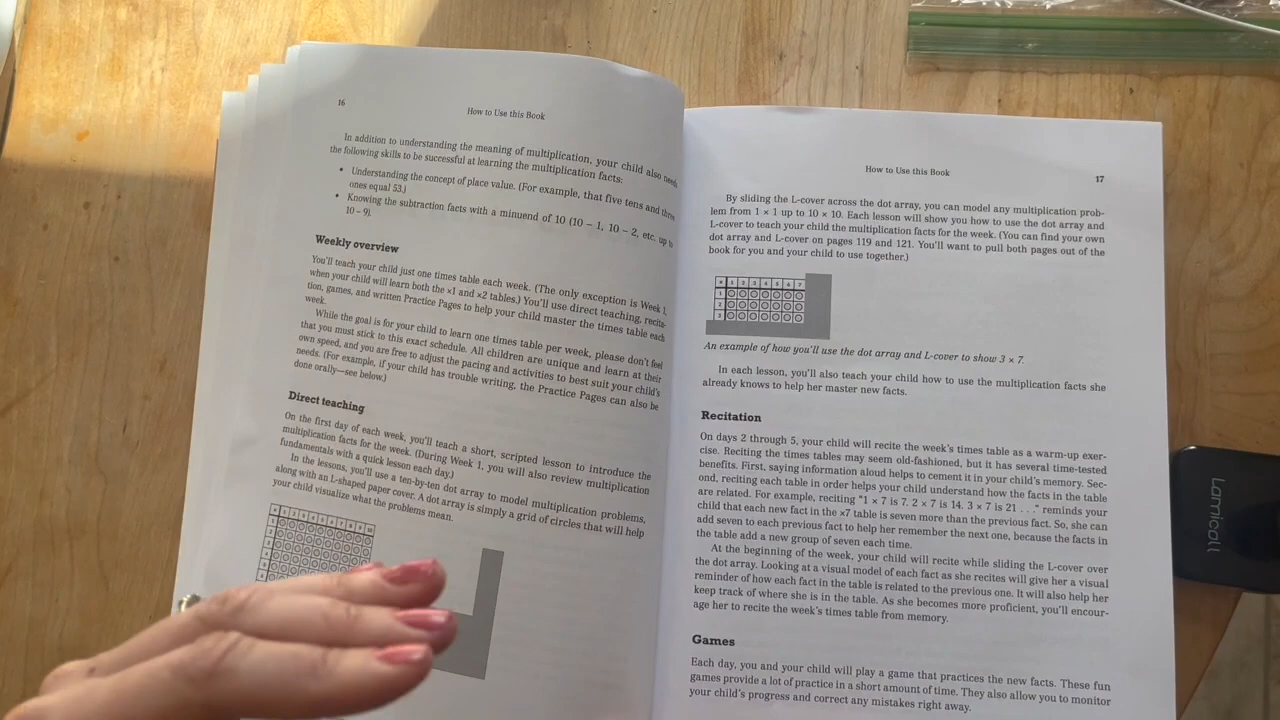 16
How to Use this Book
In addition to understanding the meaning of multiplication, your child also needs
the following skills to be successful at learning the multiplication facts:
• Understanding the concept of place value. (For example, that five tens and three
ones equal 53.)
• Knowing the subtraction facts with a minuend of 10 (10 – 1, 10 – 2, etc. up to
10 – 9).
Weekly overview
You'll teach your child just one times table each week. (The only exception is Week 1,
when your child will learn both the ×1 and ×2 tables.) You'll use direct teaching, recita-
tion, games, and written Practice Pages to help your child master the times table each
week.
While the goal is for your child to learn one times table per week, please don't feel
that you must stick to this exact schedule. All children are unique and learn at their
own speed, and you are free to adjust the pacing and activities to best suit your child's
needs. (For example, if your child has trouble writing, the Practice Pages can also be
done orally—see below.)
Direct teaching
On the first day of each week, you'll teach a short, scripted lesson to introduce the
multiplication facts for the week. (During Week 1, you will also review multiplication
fundamentals with a quick lesson each day.)
In the lessons, you'll use a ten-by-ten dot array to model multiplication problems,
along with an L-shaped paper cover. A dot array is simply a grid of circles that will help
your child visualize what the problems mean.
× 1 2 3 4 5 6 7 8 9 10
1
2
3
4
How to Use this Book
17
By sliding the L-cover across the dot array, you can model any multiplication prob-
lem from 1 × 1 up to 10 × 10. Each lesson will show you how to use the dot array and
L-cover to teach your child the multiplication facts for the week. (You can find your own
dot array and L-cover on pages 119 and 121. You'll want to pull both pages out of the
book for you and your child to use together.)
× 1 2 3 4 5 6 7
1
2
3
An example of how you'll use the dot array and L-cover to show 3 × 7.
In each lesson, you'll also teach your child how to use the multiplication facts she
already knows to help her master new facts.
Recitation
On days 2 through 5, your child will recite the week's times table as a warm-up exer-
cise. Reciting the times tables may seem old-fashioned, but it has several time-tested
benefits. First, saying information aloud helps to cement it in your child's memory. Sec-
ond, reciting each table in order helps your child understand how the facts in the table
are related. For example, reciting "1 × 7 is 7. 2 × 7 is 14. 3 × 7 is 21 . . ." reminds your
child that each new fact in the ×7 table is seven more than the previous fact. So, she can
add seven to each previous fact to help her remember the next one, because the facts in
the table add a new group of seven each time.
At the beginning of the week, your child will recite while sliding the L-cover over
the dot array. Looking at a visual model of each fact as she recites will give her a visual
reminder of how each fact in the table is related to the previous one. It will also help her
keep track of where she is in the table. As she becomes more proficient, you'll encour-
age her to recite the week's times table from memory.
Games
Each day, you and your child will play a game that practices the new facts. These fun
games provide a lot of practice in a short amount of time. They also allow you to monitor
your child's progress and correct any mistakes right away.
Lamicall